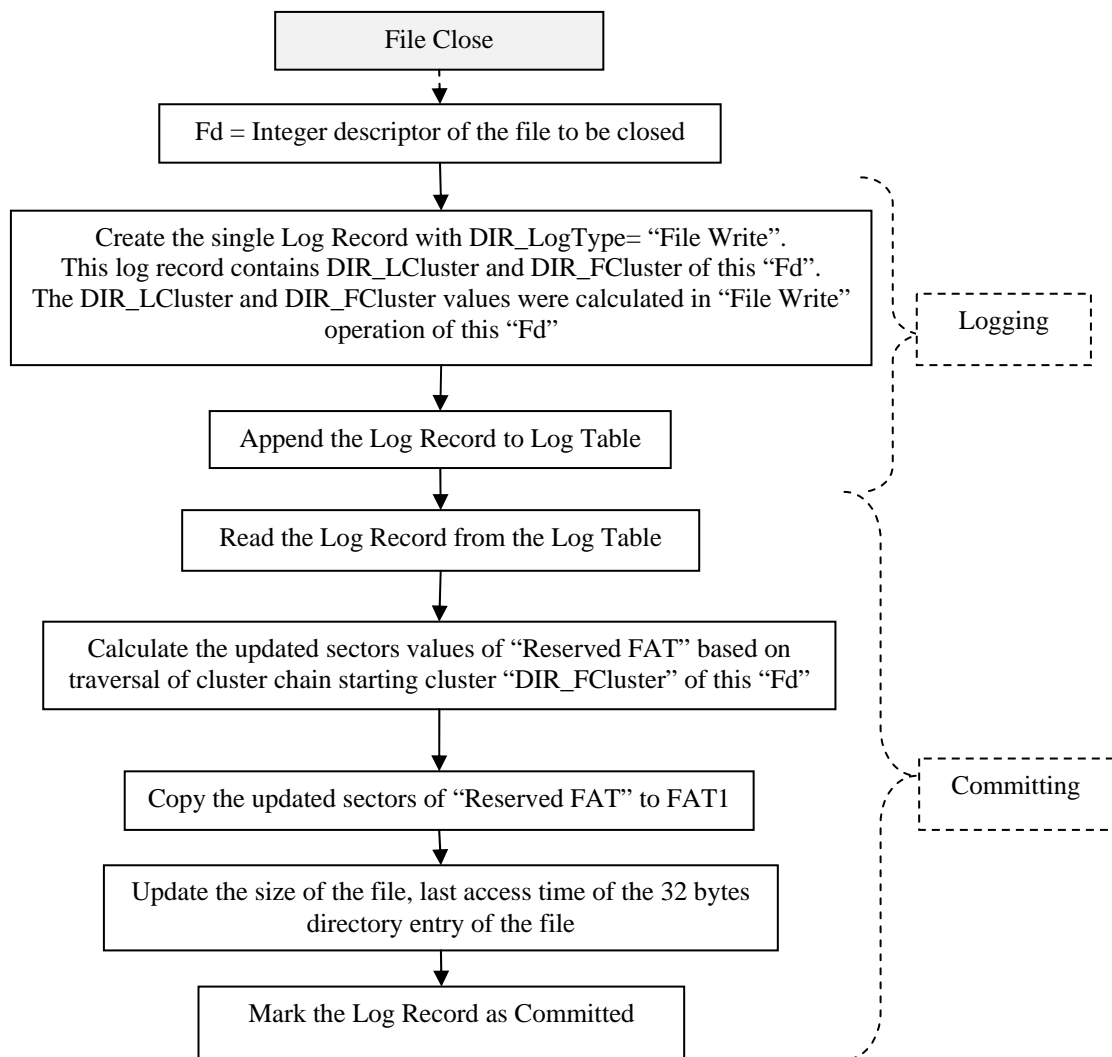 File Close
Fd = Integer descriptor of the file to be closed
Create the single Log Record with DIR_LogType= “File Write”.
This log record contains DIR_LCluster and DIR_FCluster of this “Fd”.
The DIR_LCluster and DIR_FCluster values were calculated in “File Write”
operation of this “Fd”
Logging
Append the Log Record to Log Table
Read the Log Record from the Log Table
Calculate the updated sectors values of “Reserved FAT” based on
traversal of cluster chain starting cluster “DIR_FCluster” of this “Fd”
Committing
Copy the updated sectors of “Reserved FAT” to FAT1
Update the size of the file, last access time of the 32 bytes
directory entry of the file
Mark the Log Record as Committed